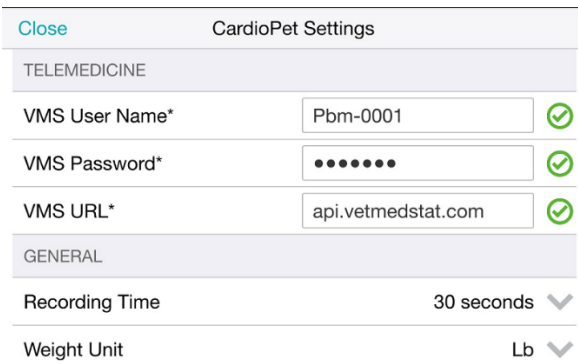 Close CardioPet Settings
TELEMEDICINE
VMS User Name* Pbm-0001
VMS Password* •••••••
VMS URL* api.vetmedstat.com
GENERAL
Recording Time 30 seconds
Weight Unit Lb